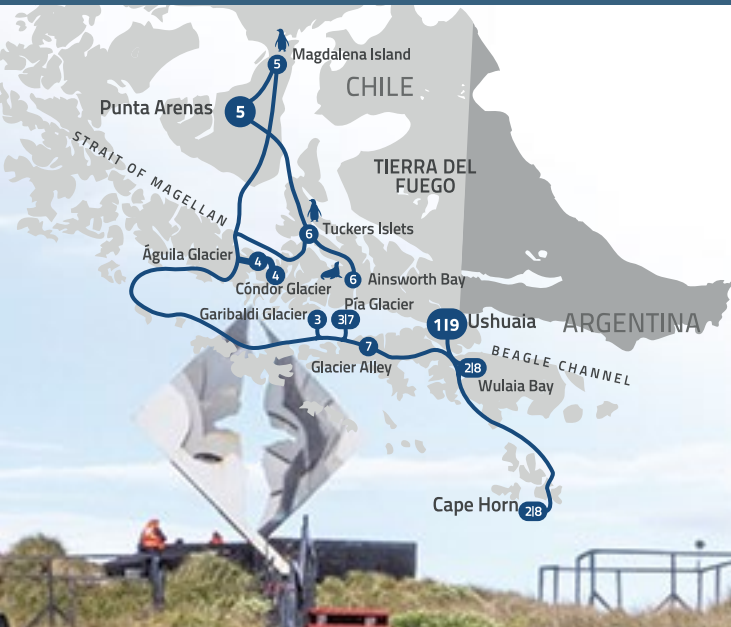 5
Magdalena Island
CHILE
Punta Arenas
5
STRAIT OF MAGELLAN
TIERRA DEL
FUEGO
6
Tuckers Islets
Águila Glacier
4
4
Cóndor Glacier
6
Ainsworth Bay
Pía Glacier
Garibaldi Glacier
3
3|7
1|9
Ushuaia
ARGENTINA
7
Glacier Alley
BEAGLE CHANNEL
2|8
Wulaia Bay
Cape Horn
2|8